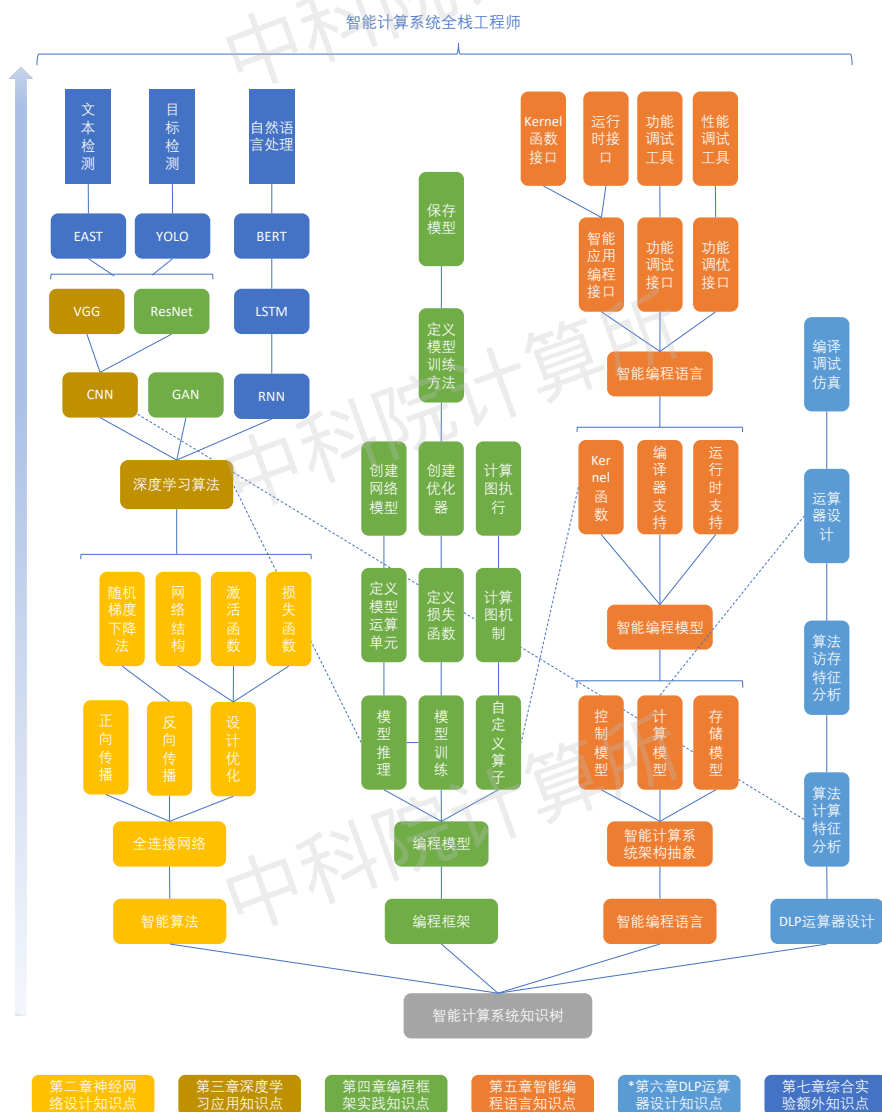 智能计算系统全栈工程师
文
本
检
测
目
标
检
测
自然语
言处理
Kernel
函数
接口
运行
时接
口
功能
调试
工具
性能
调试
工具
保存
模型
EAST
YOLO
BERT
智能
应用
编程
接口
功能
调试
接口
功能
调优
接口
VGG
ResNet
LSTM
定义
模型
训练
方法
编译
调试
仿真
智能编程语言
CNN
GAN
RNN
深度学习算法
创建
网络
模型
创建
优化
器
计算
图执
行
Ker
nel
函数
编
译
器
支
持
运
行
时
支
持
运算
器设
计
随机
梯度
下降
法
网
络
结
构
激
活
函
数
损
失
函
数
定义
模型
运算
单元
定义
损失
函数
计算
图机
制
智能编程模型
算法
访存
特征
分析
正
向
传
播
反
向
传
播
设
计
优
化
模
型
推
理
模
型
训
练
自
定
义
算
子
控
制
模
型
计
算
模
型
存
储
模
型
算法
计算
特征
分析
全连接网络
编程模型
智能计算系
统架构抽象
智能算法
编程框架
智能编程语言
DLP运算器设计
智能计算系统知识树
第二章神经网
络设计知识点
第三章深度学
习应用知识点
第四章编程框
架实践知识点
第五章智能编
程语言知识点
*第六章DLP运算
器设计知识点
第七章综合实
验额外知识点
中科院计算所
中科院计算所
中科院计算所